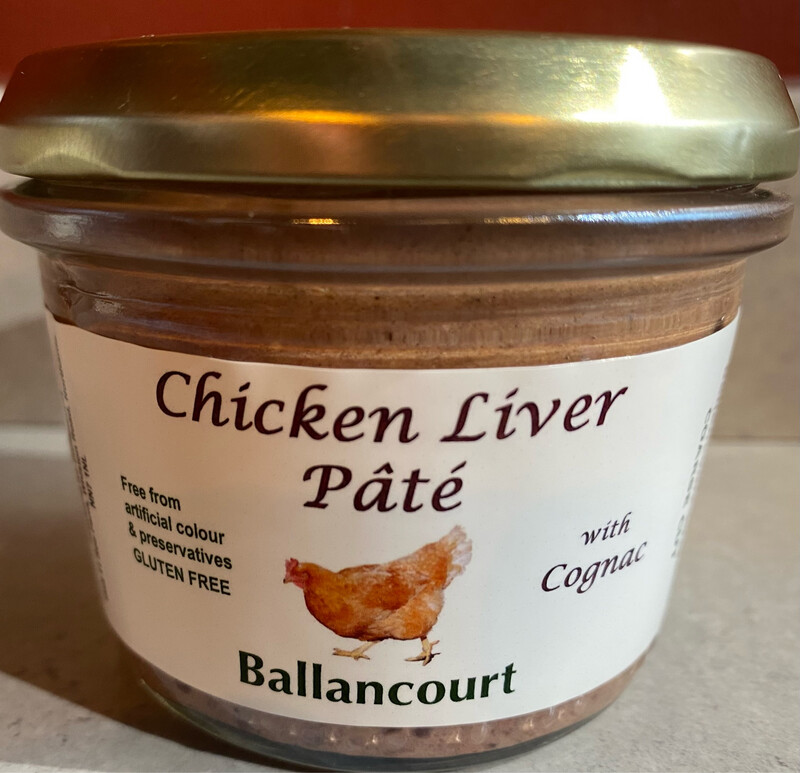 Chicken Liver
Pâté
Free from
artificial colour
& preservatives
GLUTEN FREE
with
Cognac
Ballancourt